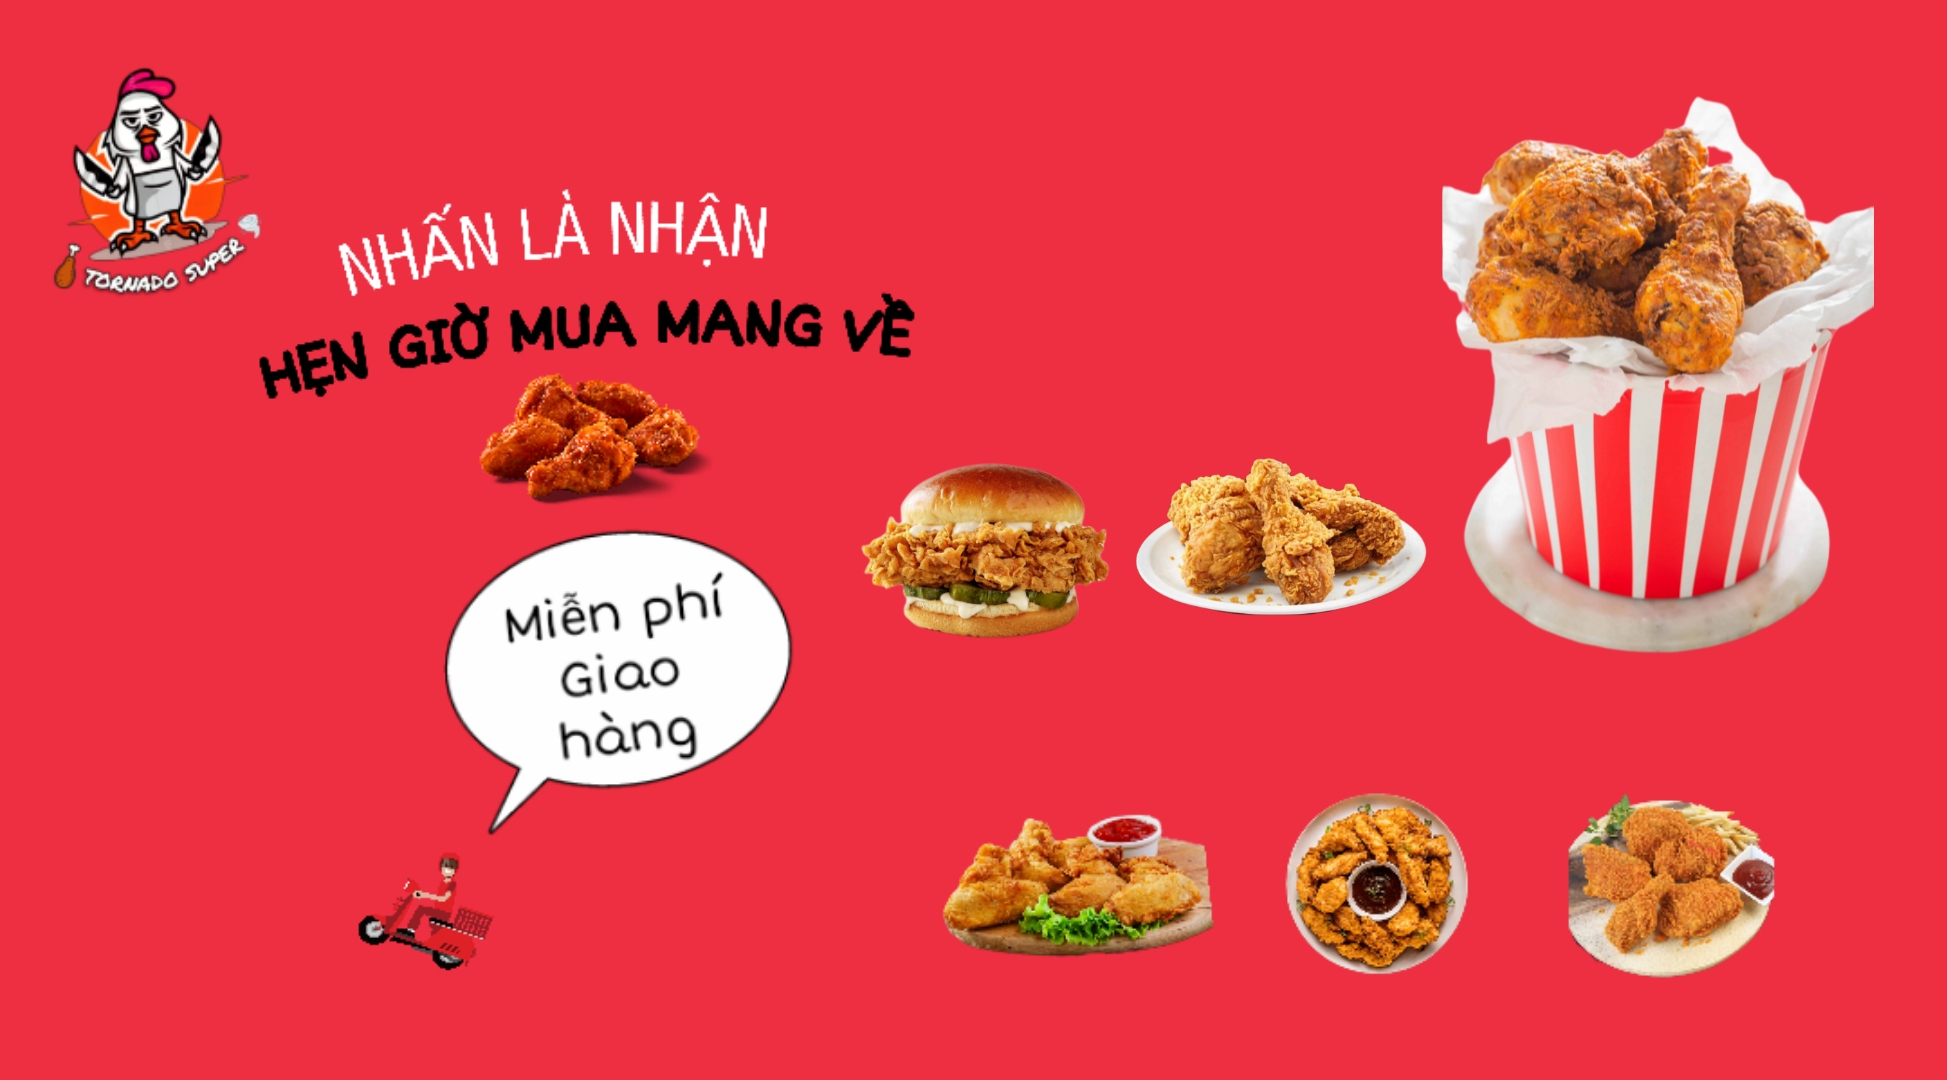 TORNADO SUPER
NHẤN LÀ NHẬN
HẸN GIỜ MUA MANG VỀ
Miễn phí
Giao
hàng